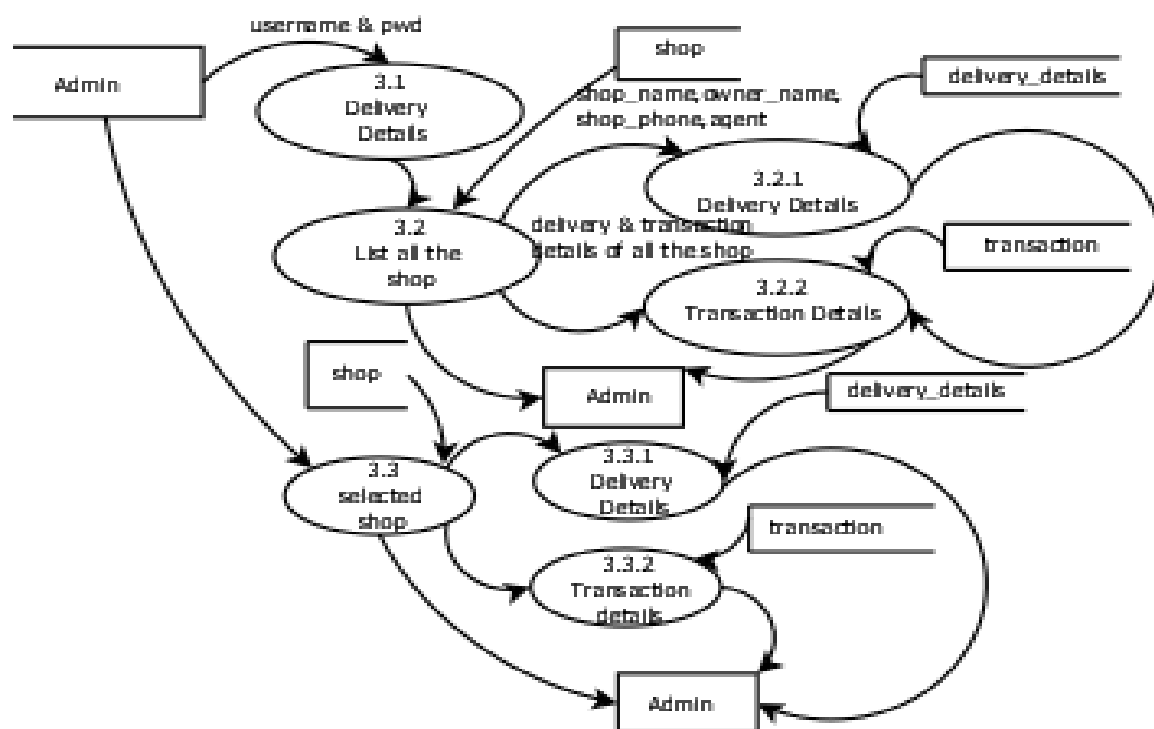 username & pwd
Admin
3.1
Delivery
Details
shop
delivery_details
shop_name,owner_name,
shop_phone,agent
3.2.1
Delivery Details
3.2
List all the
shop
delivery & transaction
details of all the shop
transaction
3.2.2
Transaction Details
shop
Admin
delivery_details
3.3
selected
shop
3.3.1
Delivery
Details
transaction
3.3.2
Transaction
details
Admin